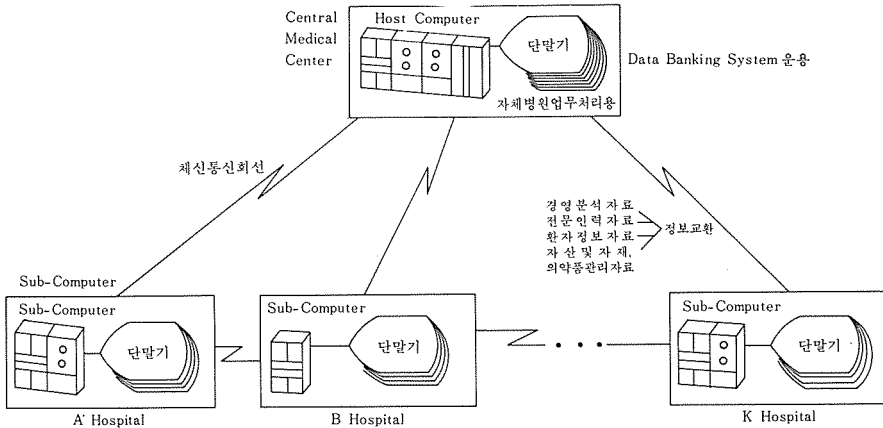 Central
Medical
Center
Host Computer
단말기
자체병원업무처리용
Data Banking System 운용
체신통신회선
경영분석자료
전문인력자료
환자정보자료
자산및자재,
의약품관리자료
정보교환
Sub-Computer
Sub-Computer
단말기
A' Hospital
Sub-Computer
단말기
B Hospital
Sub-Computer
단말기
K Hospital